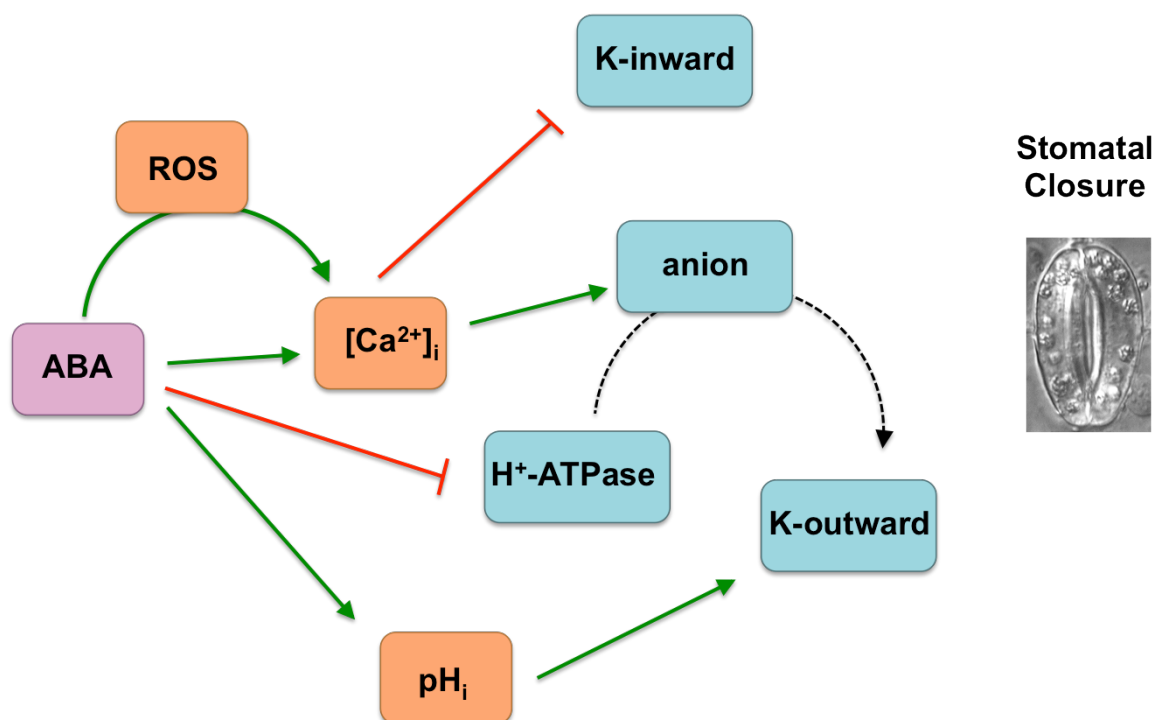 K-inward
Stomatal
Closure
ROS
anion
[Ca²⁺]ᵢ
ABA
H⁺-ATPase
K-outward
pHᵢ